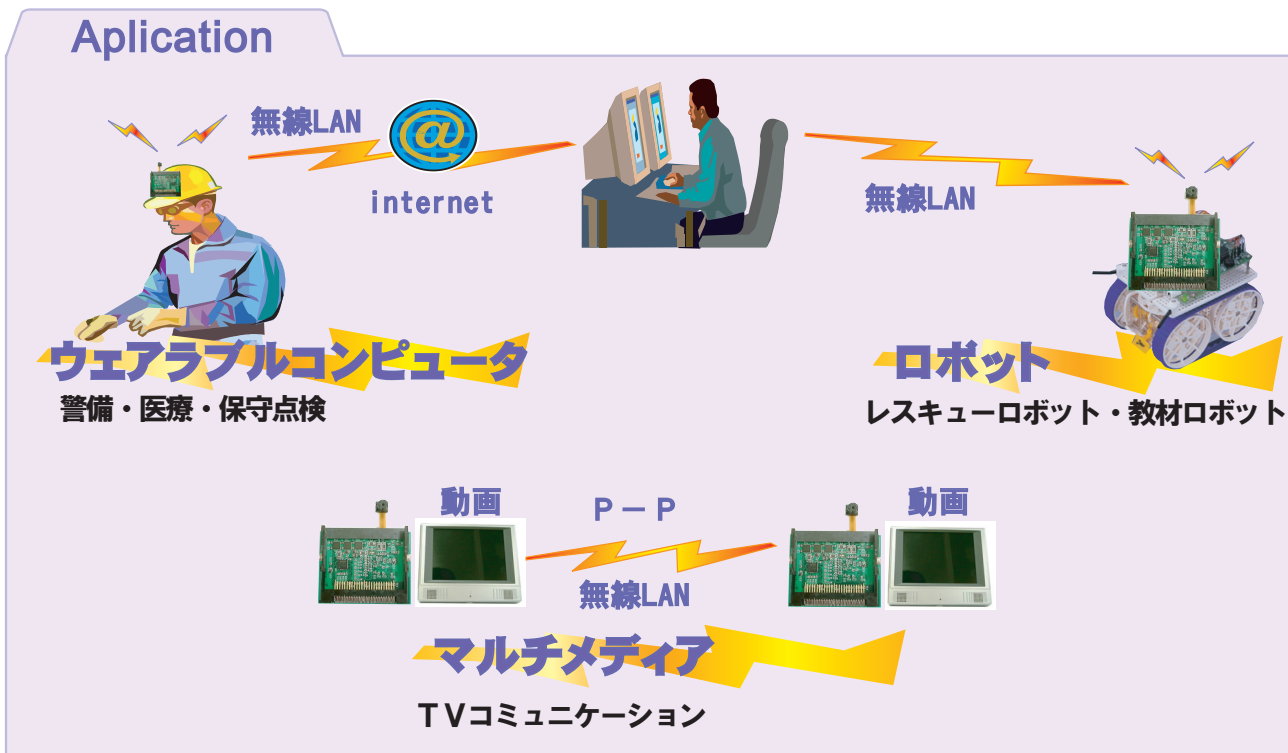 Aplication
無線LAN
@
internet
無線LAN
ウェアラブルコンピュータ
警備・医療・保守点検
ロボット
レスキューロボット・教材ロボット
動画
P－P
動画
無線LAN
マルチメディア
TVコミュニケーション